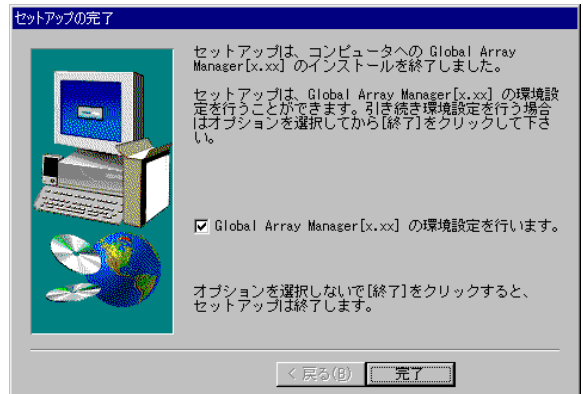 セットアップの完了
セットアップは、コンピュータへの Global Array
Manager[x.xx] のインストールを終了しました。
セットアップは、Global Array Manager[x.xx] の環境設
定を行うことができます。引き続き環境設定を行う場合
はオプションを選択してから[終了]をクリックして下さ
い。
Global Array Manager[x.xx] の環境設定を行います。
オプションを選択しないで[終了]をクリックすると、
セットアップは終了します。
< 戻る(B) 完了